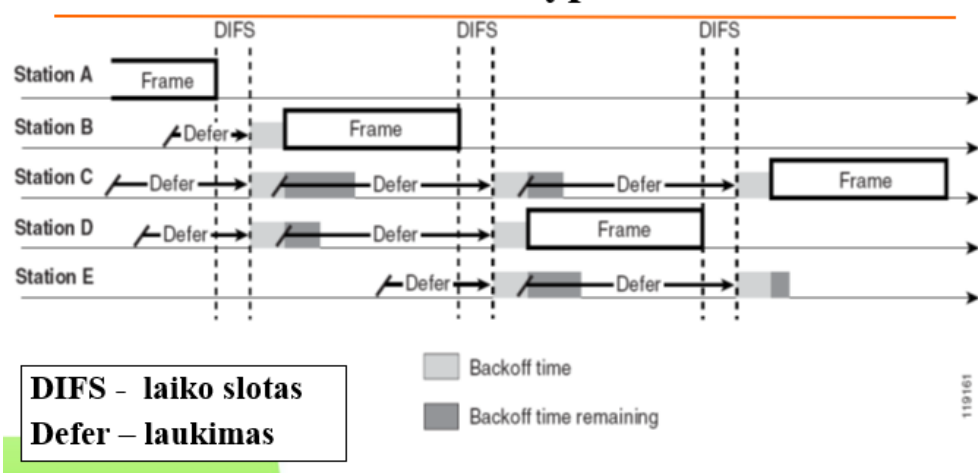 DIFS DIFS DIFS
Station A Frame
Station B Defer Frame
Station C Defer Defer Defer Frame
Station D Defer Defer Frame
Station E Defer Defer
DIFS - laiko slotas
Defer – laukimas
Backoff time
Backoff time remaining
119161